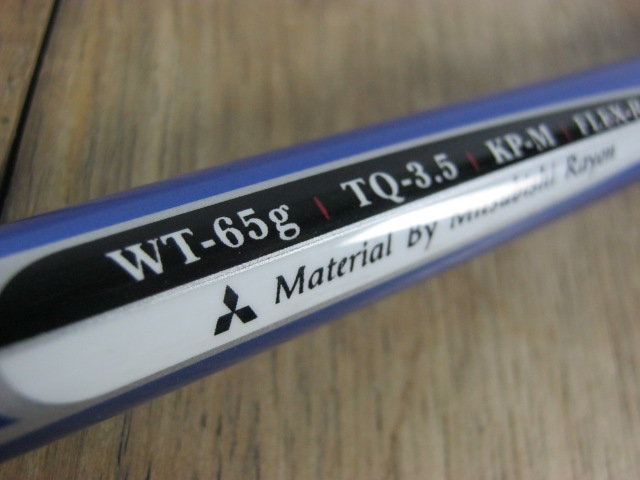 WT-65g TQ-3.5 KP-M
Material By Mitsubishi Rayon